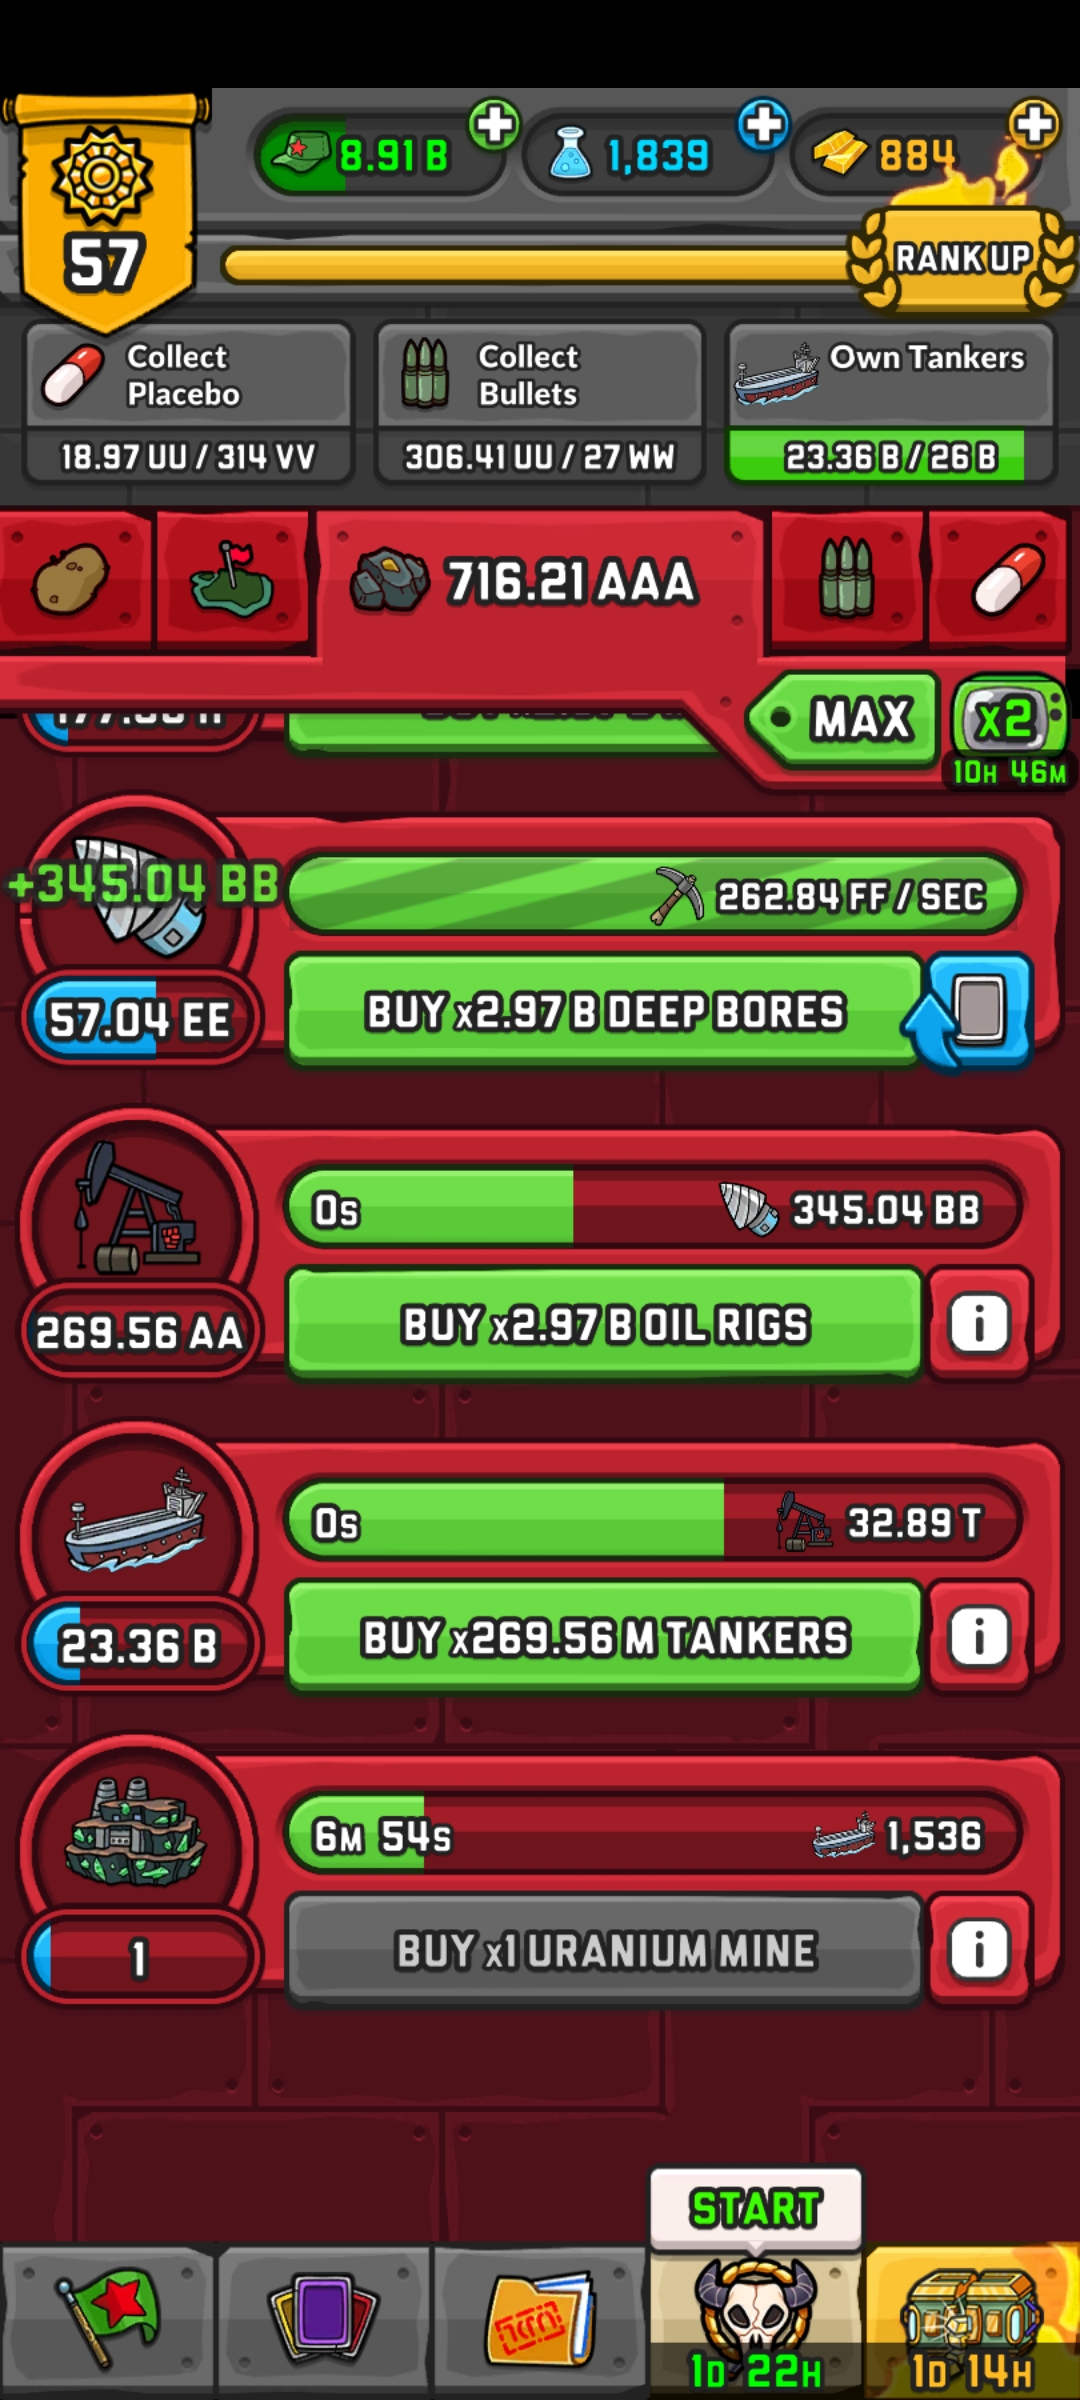 8.91 B
1,839
884
57
RANK UP
Collect
Placebo
18.97 UU / 314 VV
Collect
Bullets
306.41 UU / 27 WW
Own Tankers
23.36 B / 26 B
716.21 AAA
MAX
x2
10H 46M
+345.04 BB
262.84 FF / SEC
57.04 EE
BUY x2.97 B DEEP BORES
0s
345.04 BB
269.56 AA
BUY x2.97 B OIL RIGS
i
0s
32.89 T
23.36 B
BUY x269.56 M TANKERS
i
6M 54s
1,536
1
BUY x1 URANIUM MINE
i
START
1D 22H
1D 14H